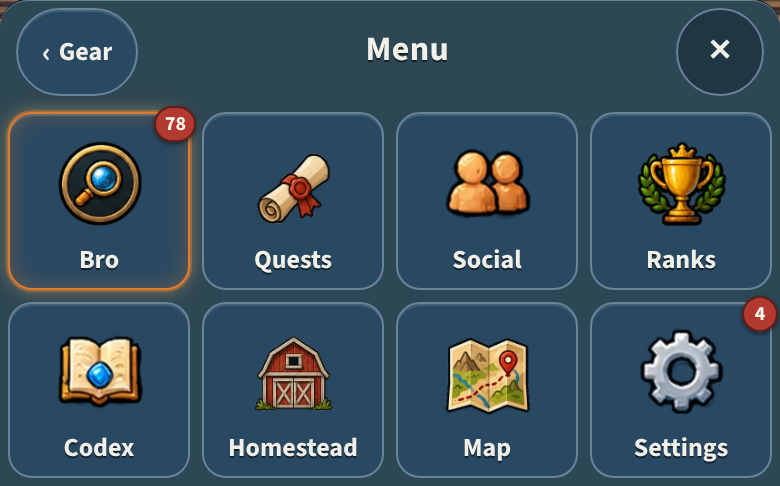 ‹ Gear
Menu
✕
78
Bro
Quests
Social
Ranks
4
Codex
Homestead
Map
Settings